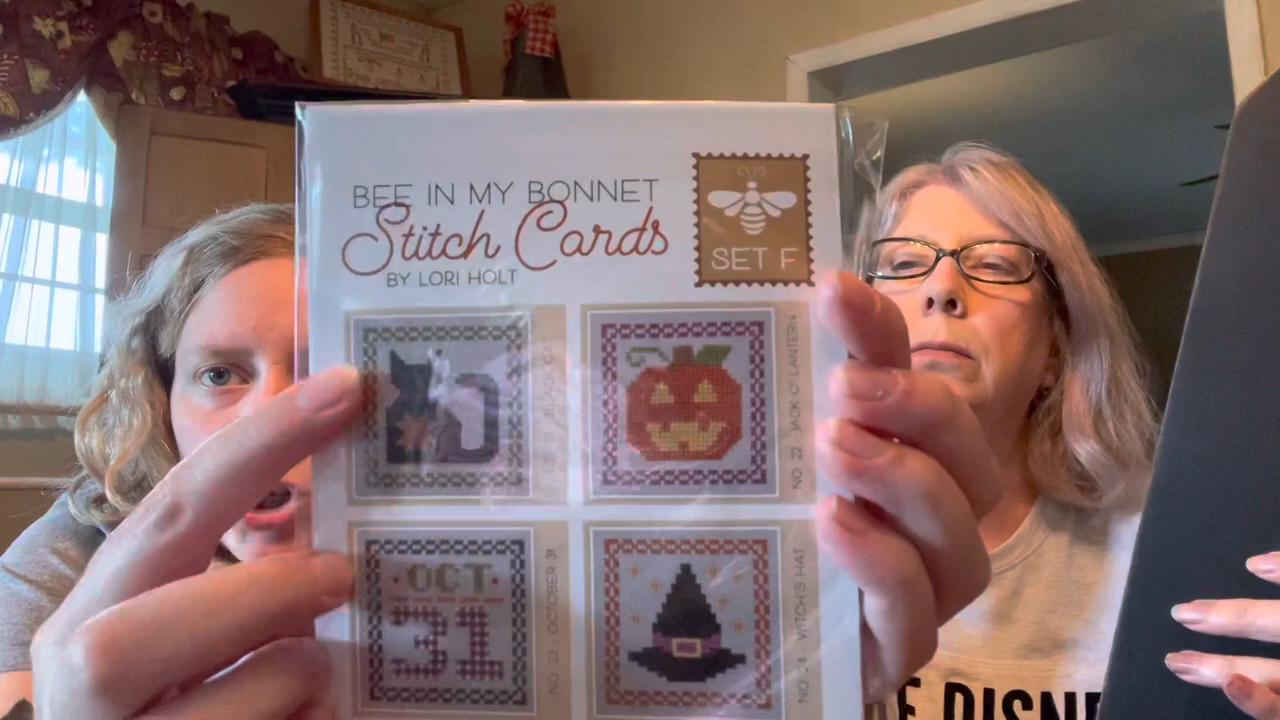 BEE IN MY BONNET
Stitch Cards
BY LORI HOLT
SET F
NO 22 JACK O' LANTERN
OCT
31
NO 23 OCTOBER 31
NO 24 WITCH'S HAT
DISNE